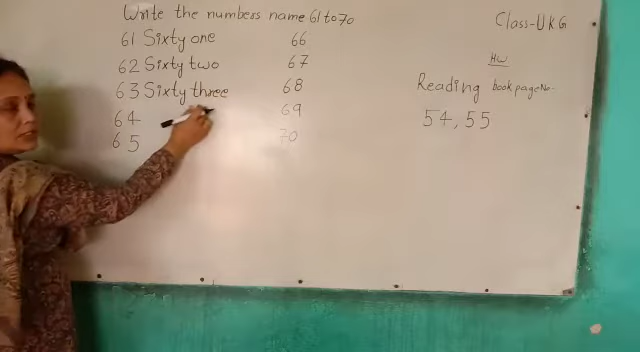 Write the numbers name 61 to 70
Class-U.K.G
61 Sixty one
62 Sixty two
63 Sixty three
64
65
66
67
68
69
70
HW
Reading book page No-
54, 55